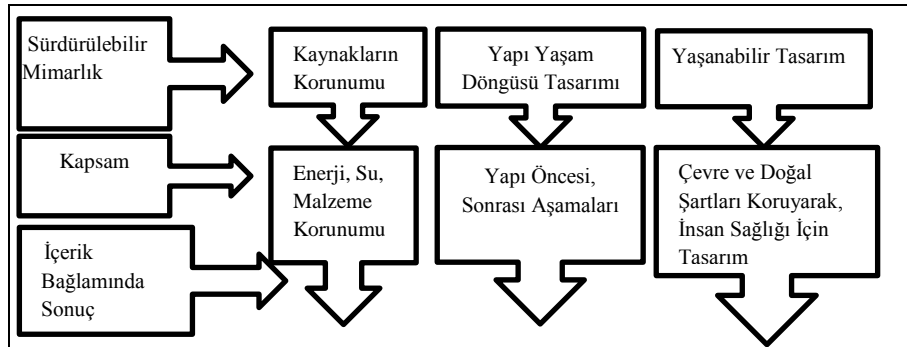 Sürdürülebilir
Mimarlık
Kaynakların
Korunumu
Yapı Yaşam
Döngüsü Tasarımı
Yaşanabilir Tasarım
Kapsam
Enerji, Su,
Malzeme
Korunumu
Yapı Öncesi,
Sonrası Aşamaları
Çevre ve Doğal
Şartları Koruyarak,
İnsan Sağlığı İçin
Tasarım
İçerik
Bağlamında
Sonuç